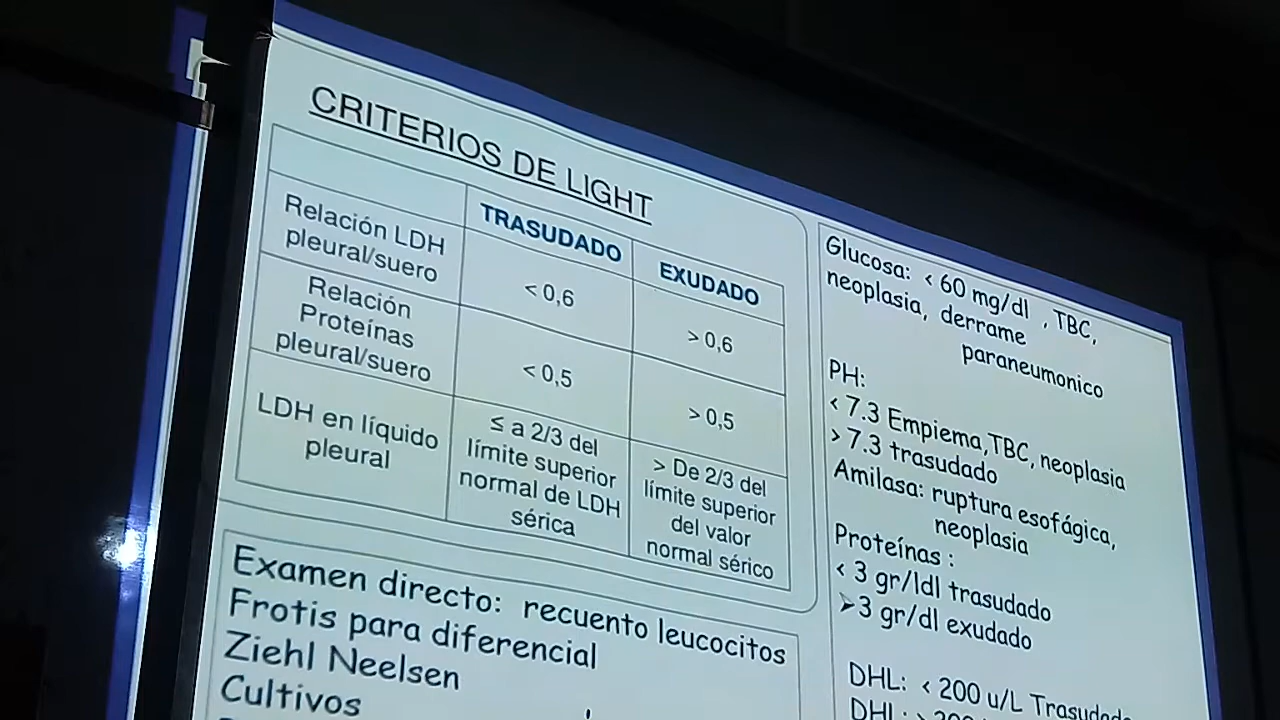 CRITERIOS DE LIGHT
TRASUDADO
EXUDADO
Relación LDH
pleural/suero
< 0,6
> 0,6
Relación
Proteínas
pleural/suero
< 0,5
> 0,5
LDH en líquido
pleural
≤ a 2/3 del
límite superior
normal de LDH
sérica
> De 2/3 del
límite superior
del valor
normal sérico
Examen directo: recuento leucocitos
Frotis para diferencial
Ziehl Neelsen
Cultivos
Glucosa: < 60 mg/dl , TBC,
neoplasia, derrame
paraneumonico
PH:
< 7.3 Empiema,TBC, neoplasia
> 7.3 trasudado
Amilasa: ruptura esofágica,
neoplasia
Proteínas :
< 3 gr/ldl trasudado
➢3 gr/dl exudado
DHL: < 200 u/L Trasudado
DHL: >